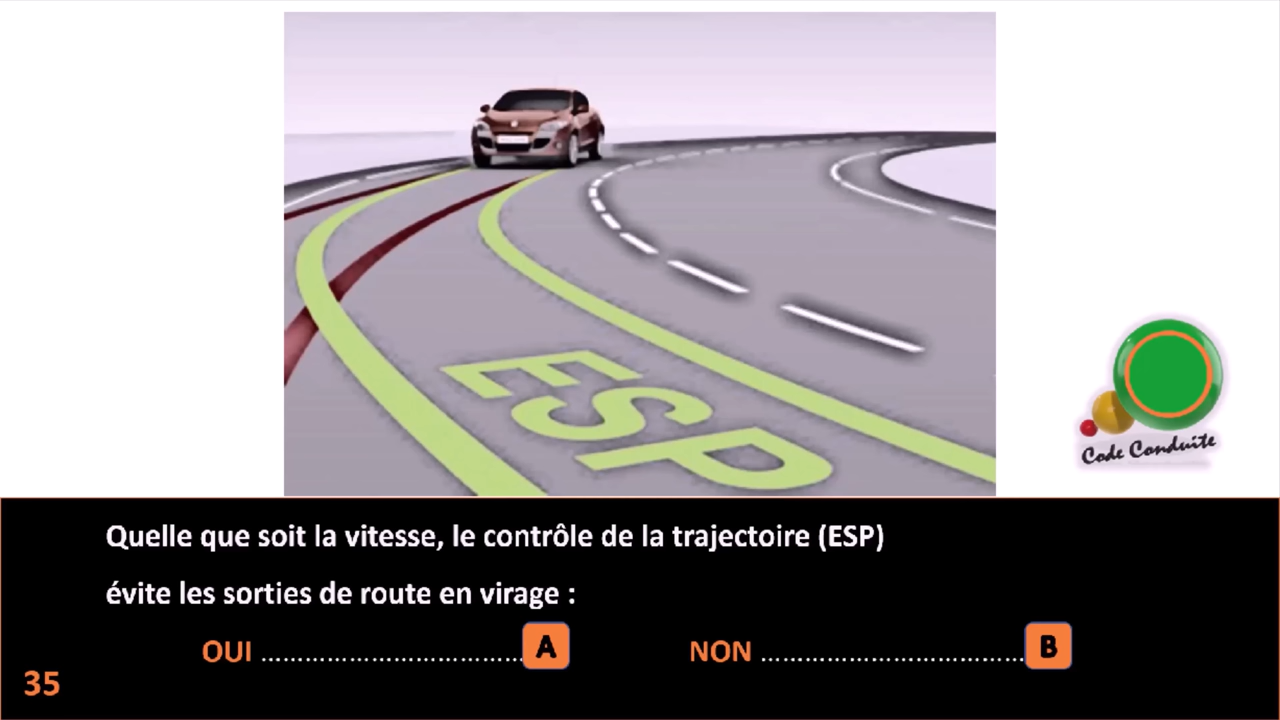 ESP
Code Conduite
Quelle que soit la vitesse, le contrôle de la trajectoire (ESP)
évite les sorties de route en virage :
OUI ................................ A NON ................................ B
35